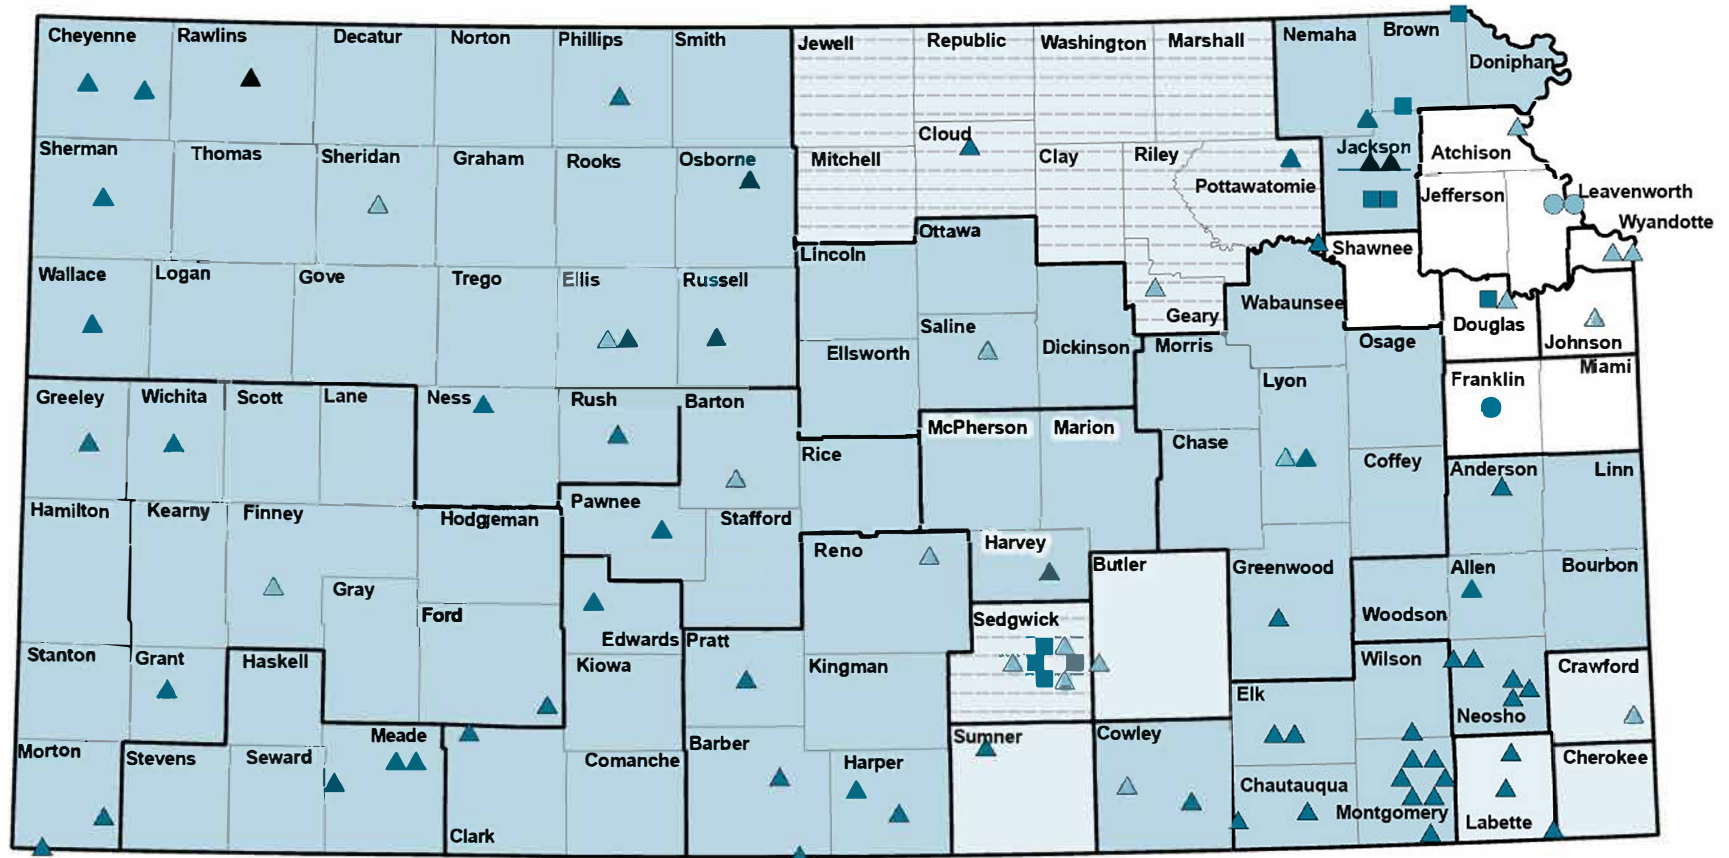 Cheyenne
Rawlins
Decatur
Norton
Phillips
Smith
Jewell
Republic
Washington
Marshall
Nemaha
Brown
Doniphan
Sherman
Thomas
Sheridan
Graham
Rooks
Osborne
Mitchell
Cloud
Clay
Riley
Pottawatomie
Jackson
Atchison
Jefferson
Leavenworth
Wyandotte
Wallace
Logan
Gove
Trego
Ellis
Russell
Lincoln
Ottawa
Saline
Ellsworth
Dickinson
Geary
Morris
Wabaunsee
Shawnee
Osage
Douglas
Johnson
Greeley
Wichita
Scott
Lane
Ness
Rush
Barton
Rice
McPherson
Marion
Chase
Lyon
Coffey
Franklin
Miami
Anderson
Linn
Hamilton
Kearny
Finney
Hodgeman
Pawnee
Stafford
Reno
Harvey
Butler
Greenwood
Woodson
Allen
Bourbon
Gray
Ford
Edwards
Stanton
Grant
Haskell
Kiowa
Pratt
Kingman
Sedgwick
Elk
Wilson
Neosho
Crawford
Morton
Stevens
Seward
Meade
Clark
Comanche
Barber
Harper
Sumner
Cowley
Chautauqua
Montgomery
Labette
Cherokee